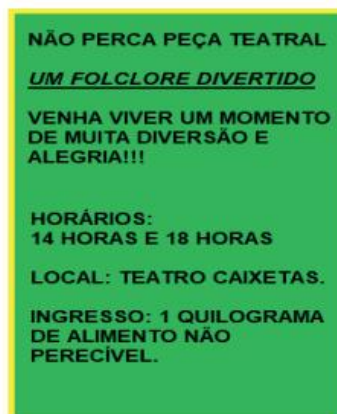 NÃO PERCA PEÇA TEATRAL
UM FOLCLORE DIVERTIDO
VENHA VIVER UM MOMENTO
DE MUITA DIVERSÃO E
ALEGRIA!!!
HORÁRIOS:
14 HORAS E 18 HORAS
LOCAL: TEATRO CAIXETAS.
INGRESSO: 1 QUILOGRAMA
DE ALIMENTO NÃO
PERECÍVEL.